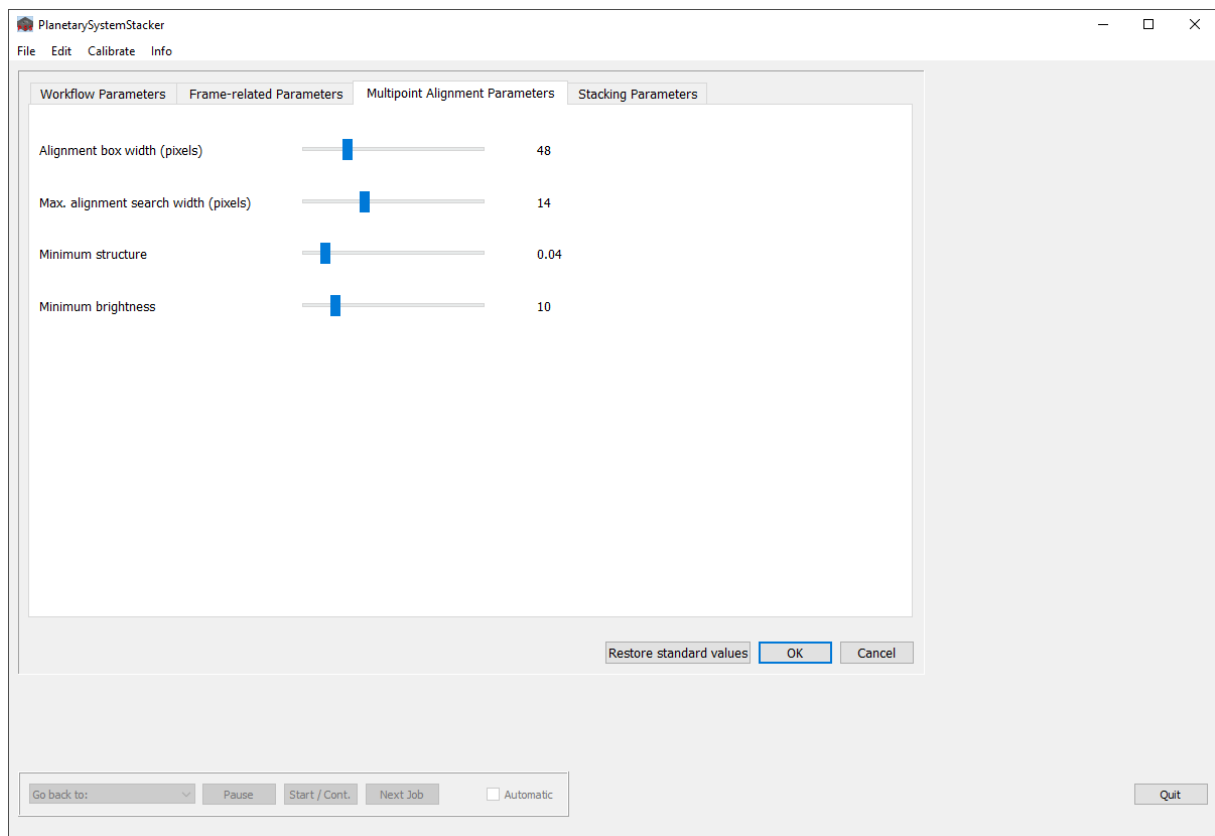 PlanetarySystemStacker
File Edit Calibrate Info
Workflow Parameters Frame-related Parameters Multipoint Alignment Parameters Stacking Parameters
Alignment box width (pixels) 48
Max. alignment search width (pixels) 14
Minimum structure 0.04
Minimum brightness 10
Restore standard values OK Cancel
Go back to: Pause Start / Cont. Next Job Automatic Quit